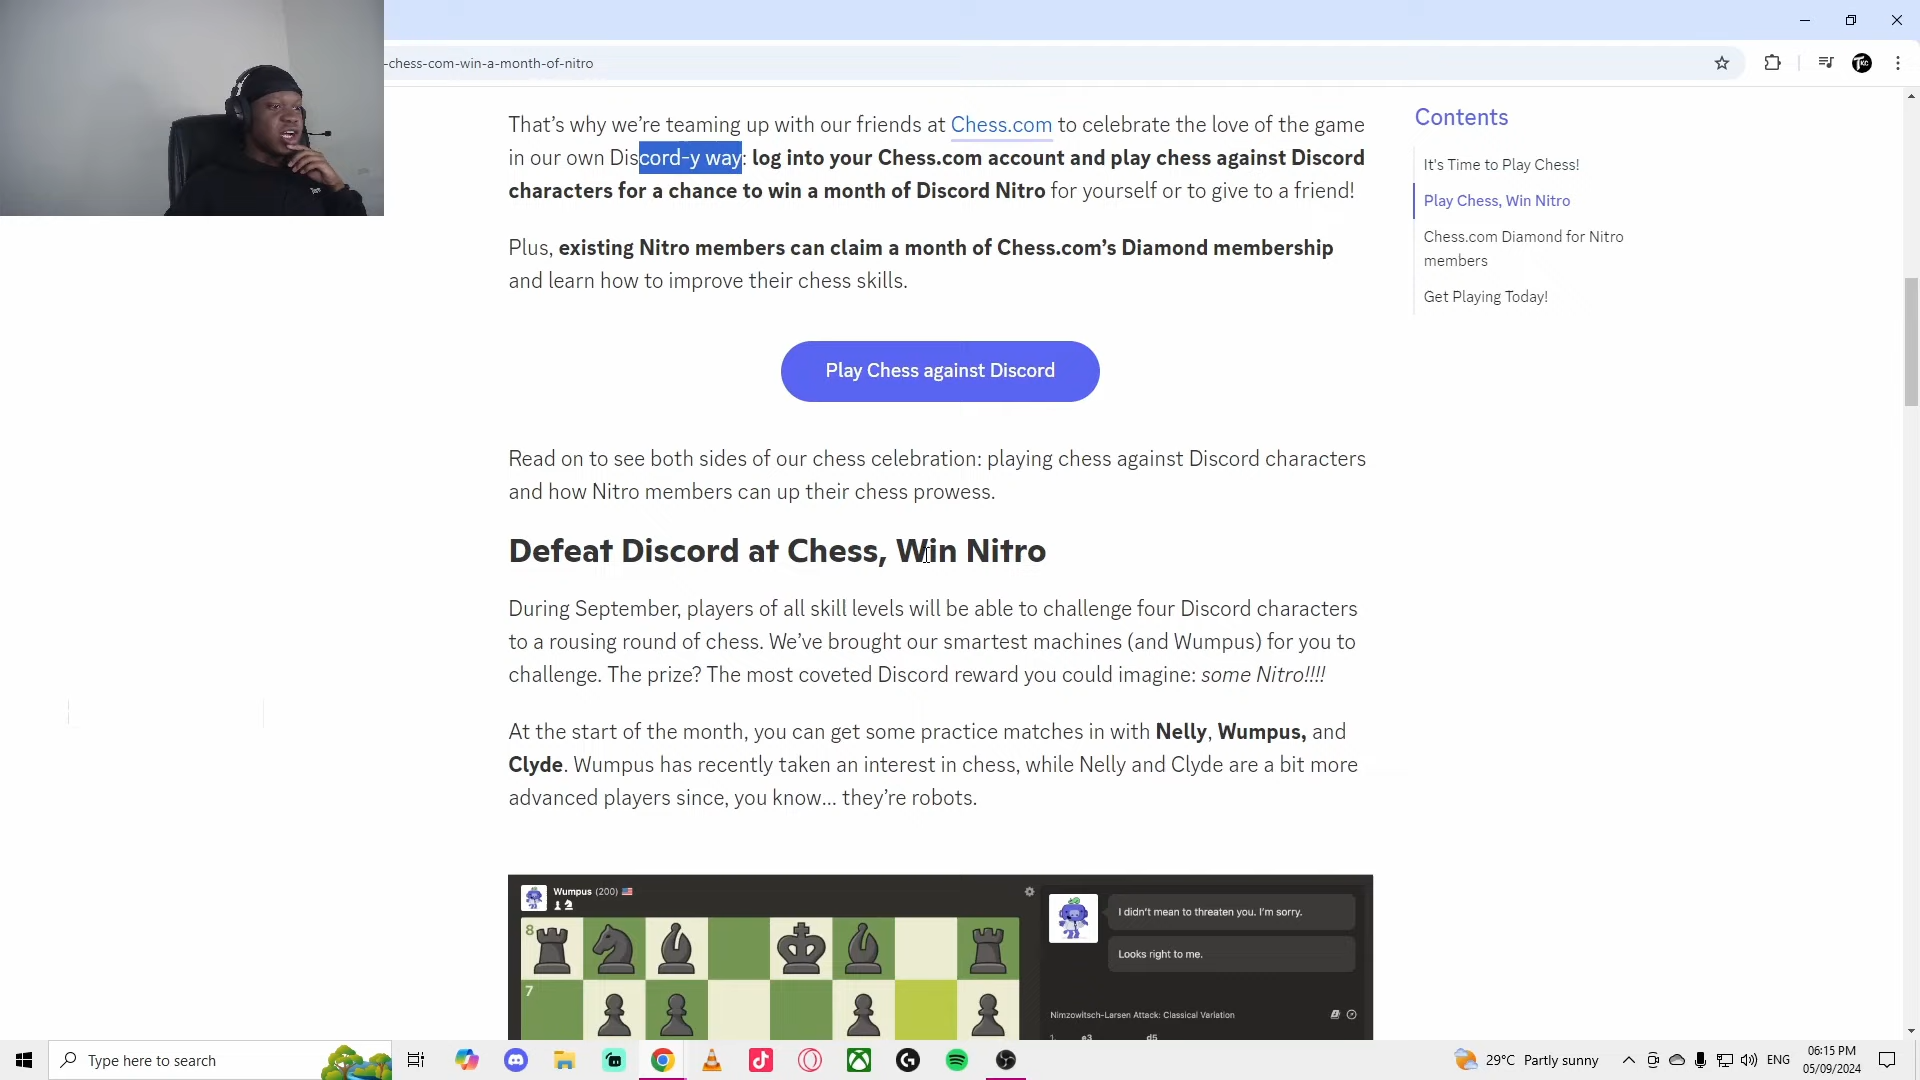 -chess-com-win-a-month-of-nitro
That’s why we’re teaming up with our friends at Chess.com to celebrate the love of the game
in our own Discord-y way: log into your Chess.com account and play chess against Discord
characters for a chance to win a month of Discord Nitro for yourself or to give to a friend!
Plus, existing Nitro members can claim a month of Chess.com’s Diamond membership
and learn how to improve their chess skills.
Play Chess against Discord
Read on to see both sides of our chess celebration: playing chess against Discord characters
and how Nitro members can up their chess prowess.
Defeat Discord at Chess, Win Nitro
During September, players of all skill levels will be able to challenge four Discord characters
to a rousing round of chess. We’ve brought our smartest machines (and Wumpus) for you to
challenge. The prize? The most coveted Discord reward you could imagine: some Nitro!!!!
At the start of the month, you can get some practice matches in with Nelly, Wumpus, and
Clyde. Wumpus has recently taken an interest in chess, while Nelly and Clyde are a bit more
advanced players since, you know... they’re robots.
Contents
It's Time to Play Chess!
Play Chess, Win Nitro
Chess.com Diamond for Nitro
members
Get Playing Today!
Wumpus (200)
8
7
I didn't mean to threaten you. I'm sorry.
Looks right to me.
Nimzowitsch-Larsen Attack: Classical Variation
1. e3 d5
Type here to search
29°C Partly sunny
ENG
06:15 PM
05/09/2024